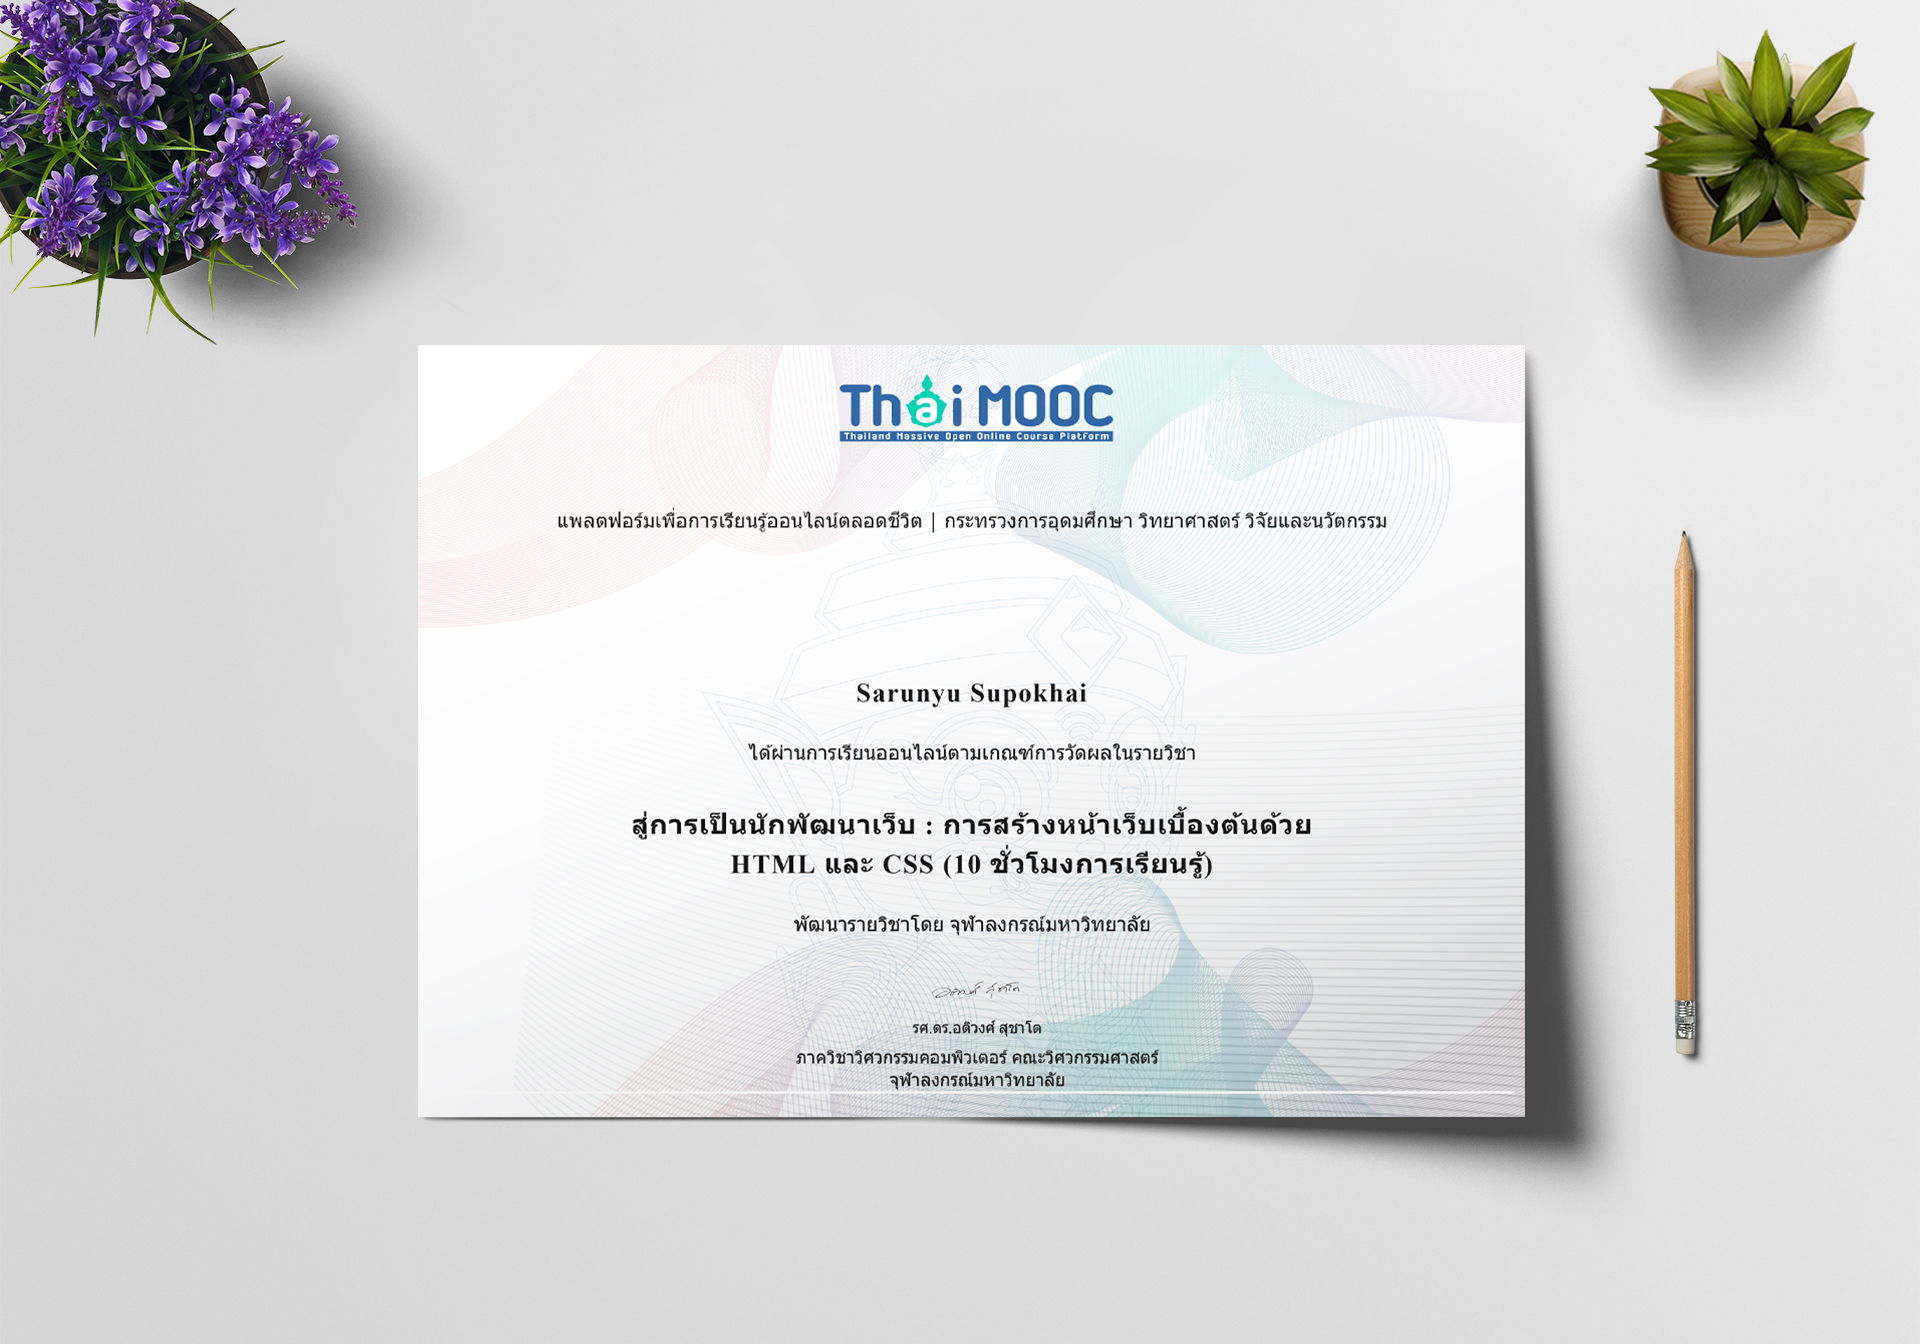 Thai MOOC
Thailand Massive Open Online Course Platform
แพลตฟอร์มเพื่อการเรียนรู้ออนไลน์ตลอดชีวิต | กระทรวงการอุดมศึกษา วิทยาศาสตร์ วิจัยและนวัตกรรม
Sarunyu Supokhai
ได้ผ่านการเรียนออนไลน์ตามเกณฑ์การวัดผลในรายวิชา
สู่การเป็นนักพัฒนาเว็บ : การสร้างหน้าเว็บเบื้องต้นด้วย
HTML และ CSS (10 ชั่วโมงการเรียนรู้)
พัฒนารายวิชาโดย จุฬาลงกรณ์มหาวิทยาลัย
อติวงศ์ สุชาโต
รศ.ดร.อติวงศ์ สุชาโต
ภาควิชาวิศวกรรมคอมพิวเตอร์ คณะวิศวกรรมศาสตร์
จุฬาลงกรณ์มหาวิทยาลัย